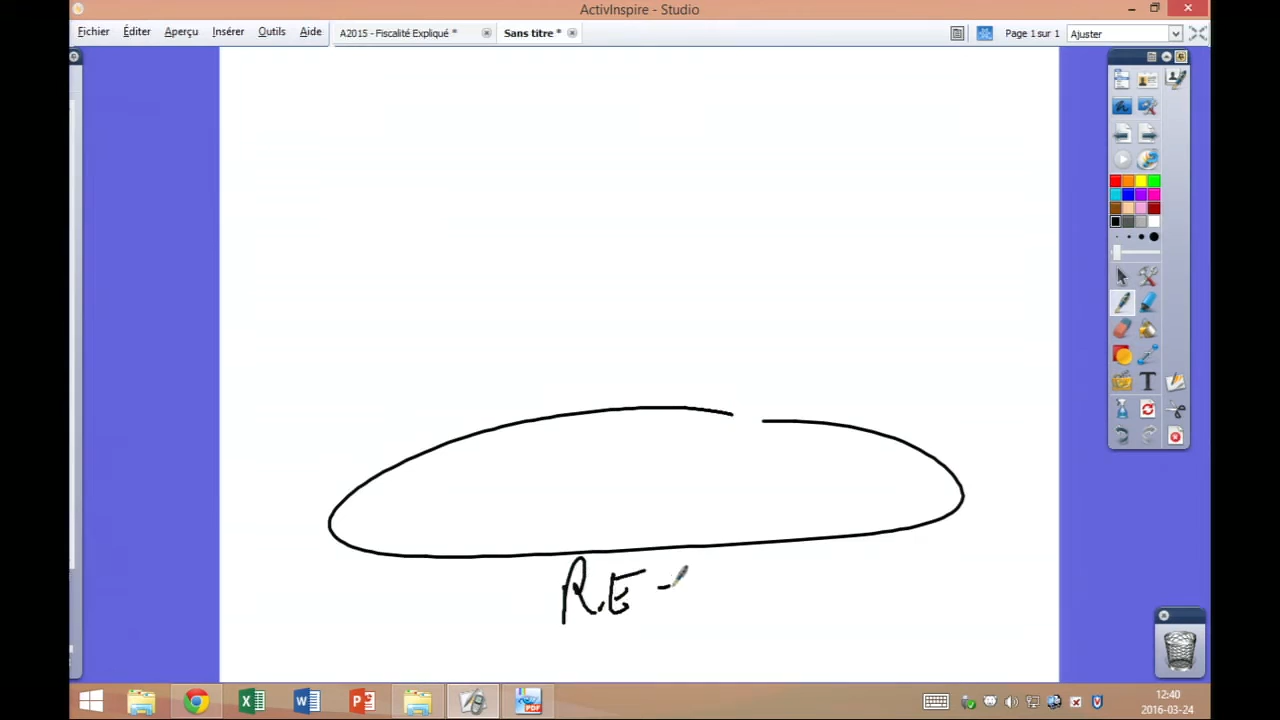 ActivInspire - Studio
Fichier Éditer Aperçu Insérer Outils Aide
A2015 - Fiscalité Expliqué * Sans titre *
Page 1 sur 1 Ajuster
R.E -
12:40
2016-03-24